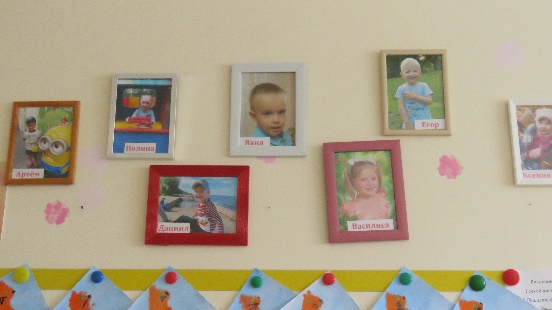 Артём
Полина
Ваня
Егор
Ксения
Даниил
Василиса